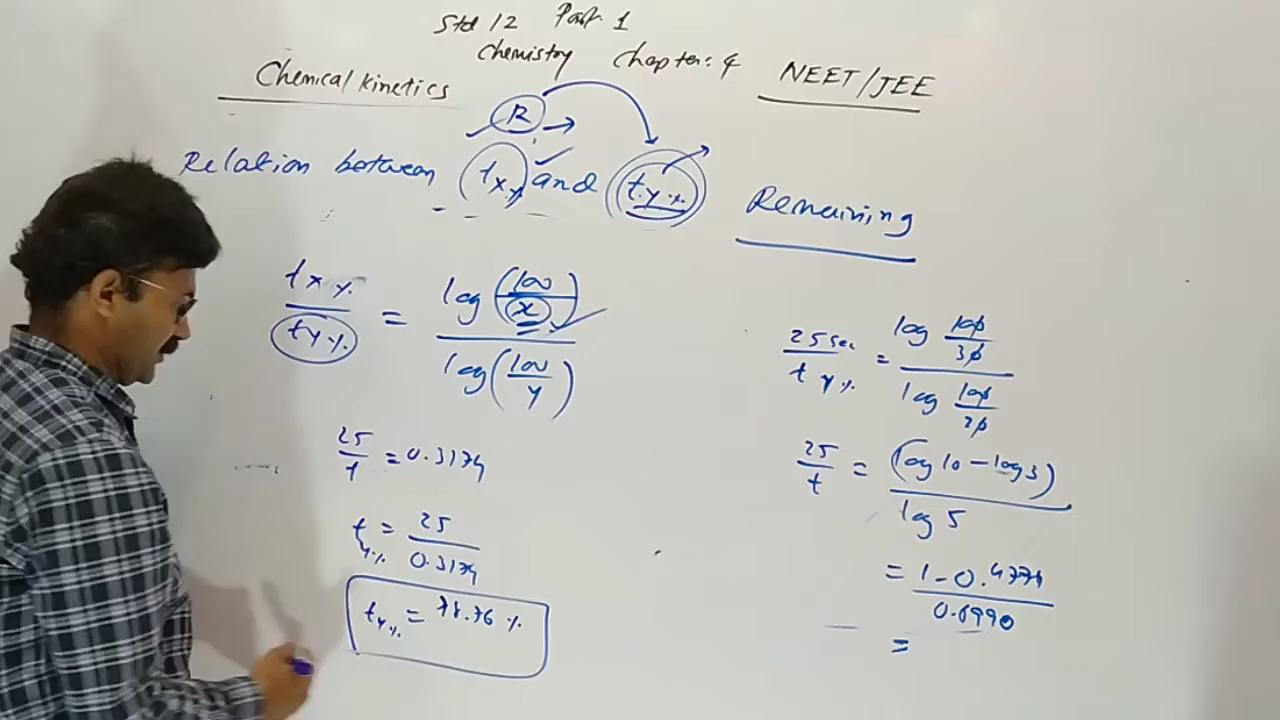 Std 12 Part 1
Chemistry Chapter: 4
Chemical kinetics
NEET/JEE
R
Relation between t x % and t y %
Remaining
t x % / t y % = log (100 / x) / log (100 / y)
25 / t = 0.3174
t y % = 25 / 0.3174
t y % = 78.76 %
25 sec / t y % = log 100 / 30 / log 100 / 20
25 / t = (log 10 - log 3) / log 5
= 1 - 0.4771 / 0.6990
=